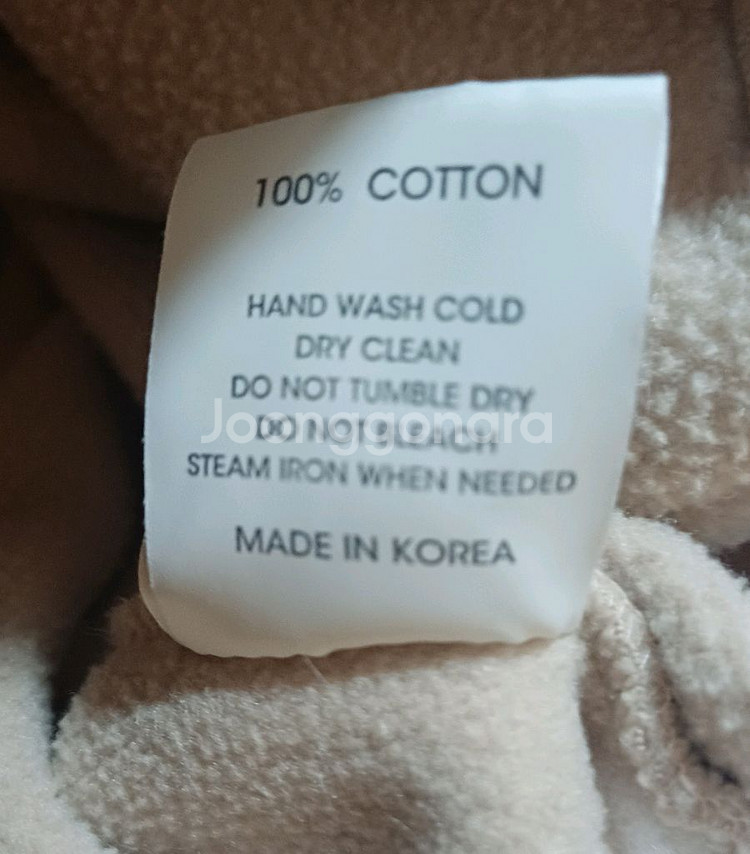 100% COTTON
HAND WASH COLD
DRY CLEAN
DO NOT TUMBLE DRY
Joonggonara
DO NOT BLEACH
STEAM IRON WHEN NEEDED
MADE IN KOREA